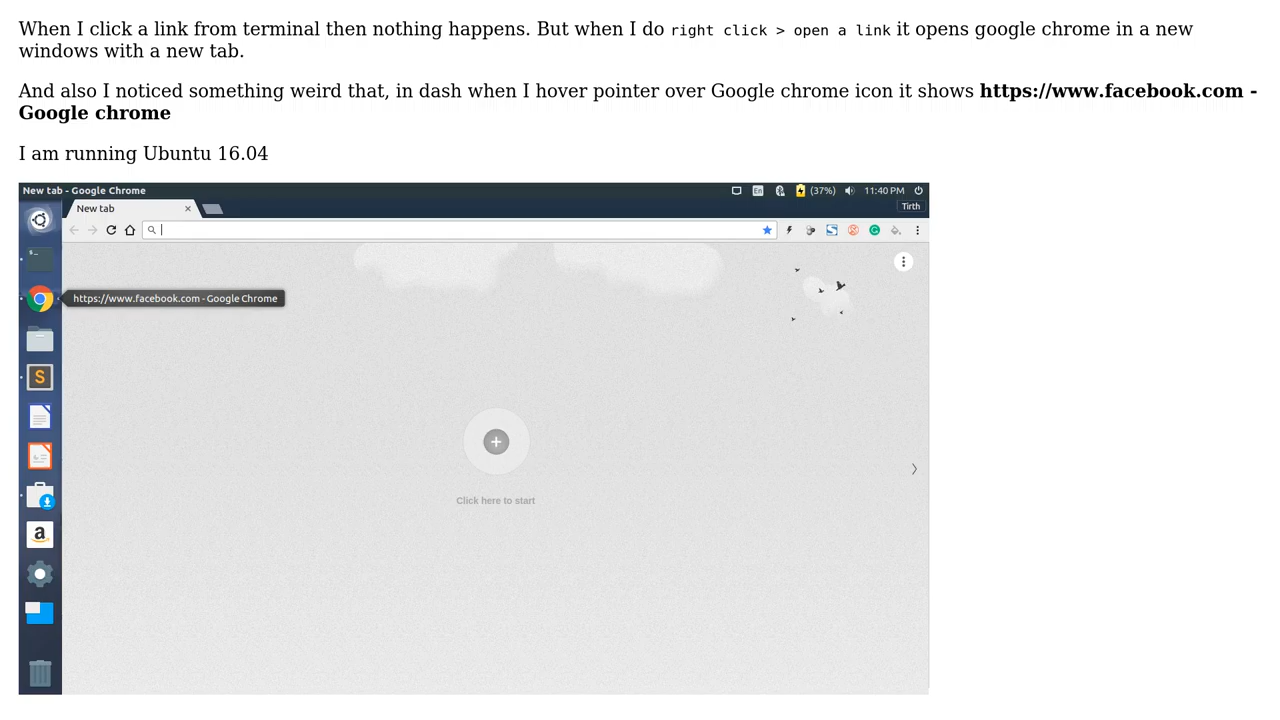 When I click a link from terminal then nothing happens. But when I do right click > open a link it opens google chrome in a new
windows with a new tab.
And also I noticed something weird that, in dash when I hover pointer over Google chrome icon it shows https://www.facebook.com -
Google chrome
I am running Ubuntu 16.04
New tab - Google Chrome
En
(37%)
11:40 PM
New tab
Tirth
https://www.facebook.com - Google Chrome
S
a
Click here to start